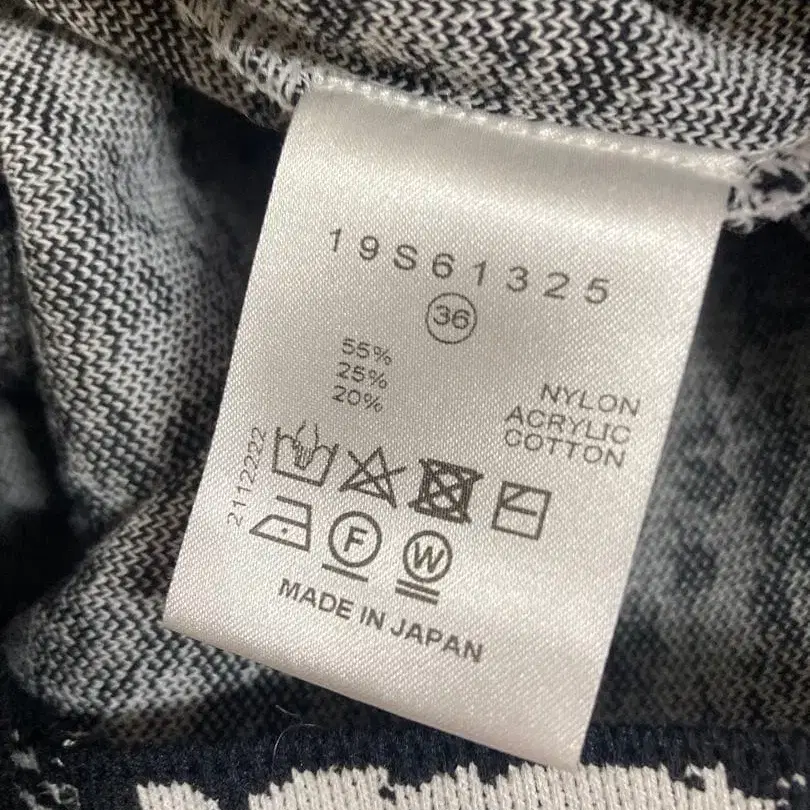 19S61325
36
55%
25%
20%
NYLON
ACRYLIC
COTTON
2112222
F
W
MADE IN JAPAN